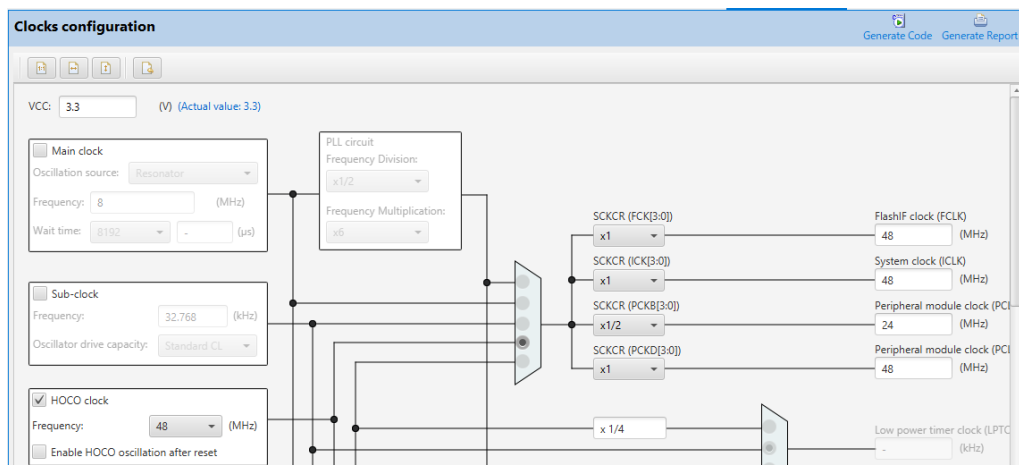 Clocks configuration
Generate Code Generate Report
VCC: 3.3 (V) (Actual value: 3.3)
Main clock
Oscillation source: Resonator
Frequency: 8 (MHz)
Wait time: 8192 - (μs)
PLL circuit
Frequency Division:
x1/2
Frequency Multiplication:
x6
Sub-clock
Frequency: 32.768 (kHz)
Oscillator drive capacity: Standard CL
HOCO clock
Frequency: 48 (MHz)
Enable HOCO oscillation after reset
SCKCR (FCK[3:0])
x1
SCKCR (ICK[3:0])
x1
SCKCR (PCKB[3:0])
x1/2
SCKCR (PCKD[3:0])
x1
x 1/4
FlashIF clock (FCLK)
48 (MHz)
System clock (ICLK)
48 (MHz)
Peripheral module clock (PCL
24 (MHz)
Peripheral module clock (PCL
48 (MHz)
Low power timer clock (LPTC
- (kHz)